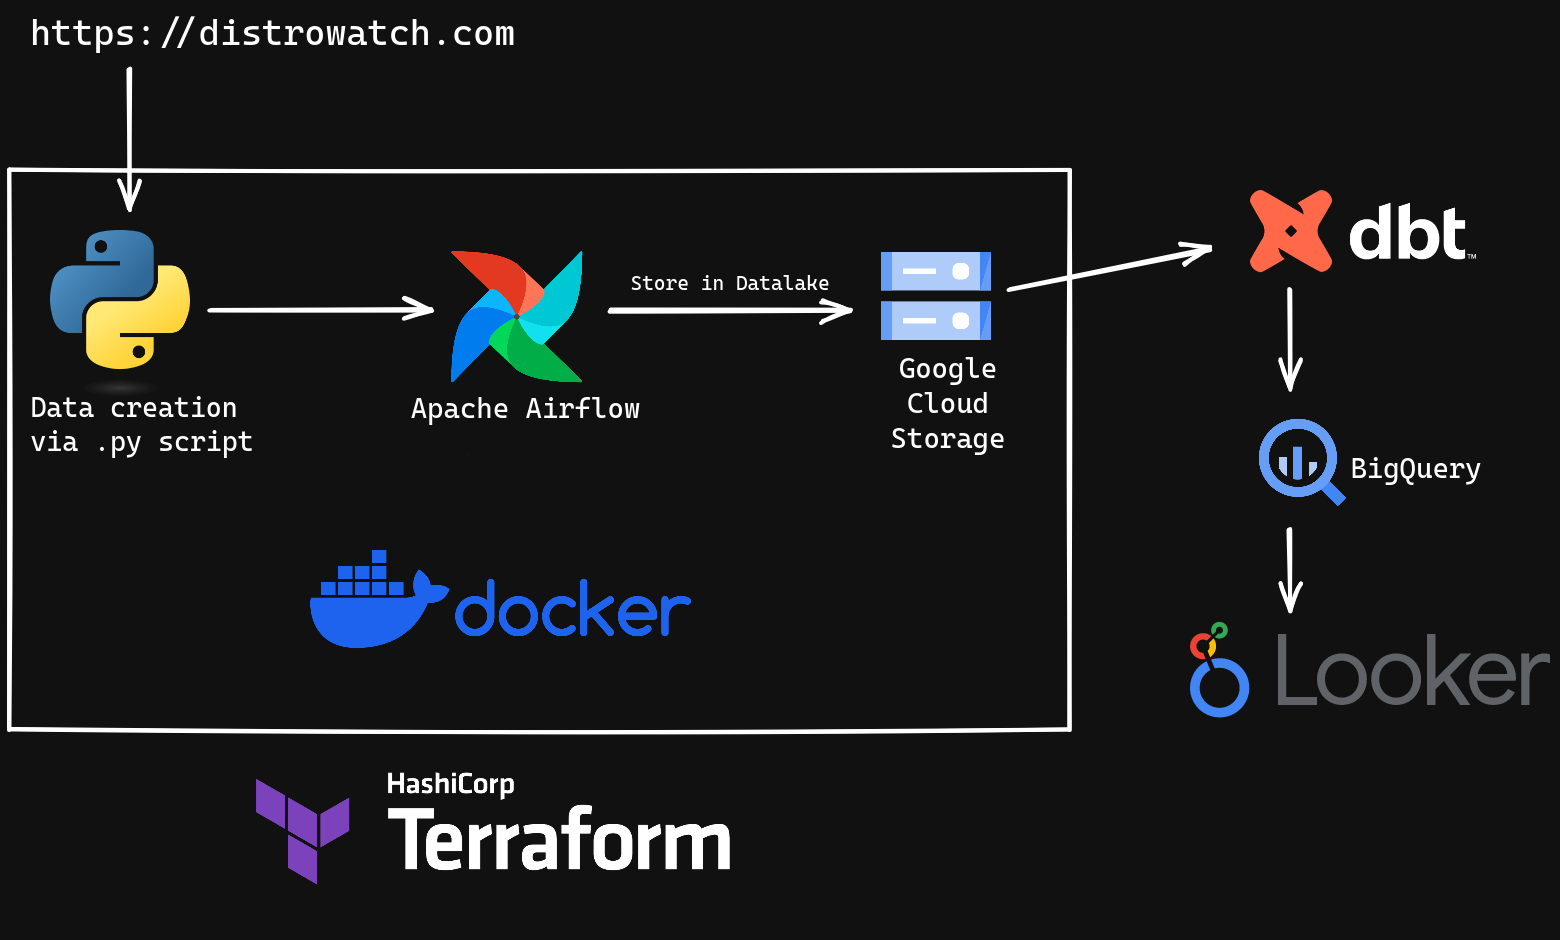 https://distrowatch.com
Data creation
via .py script
Apache Airflow
Store in Datalake
Google
Cloud
Storage
dbt™
BigQuery
Looker
docker
HashiCorp
Terraform